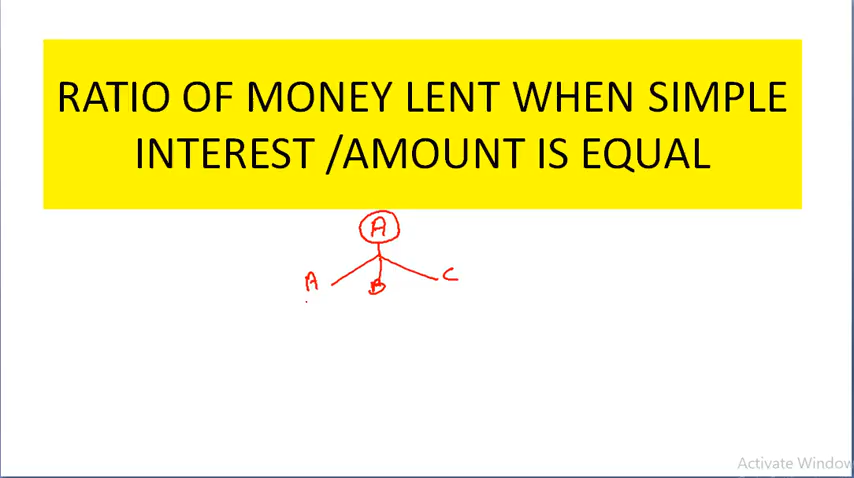 RATIO OF MONEY LENT WHEN SIMPLE
INTEREST /AMOUNT IS EQUAL
A
A B C
Activate Window